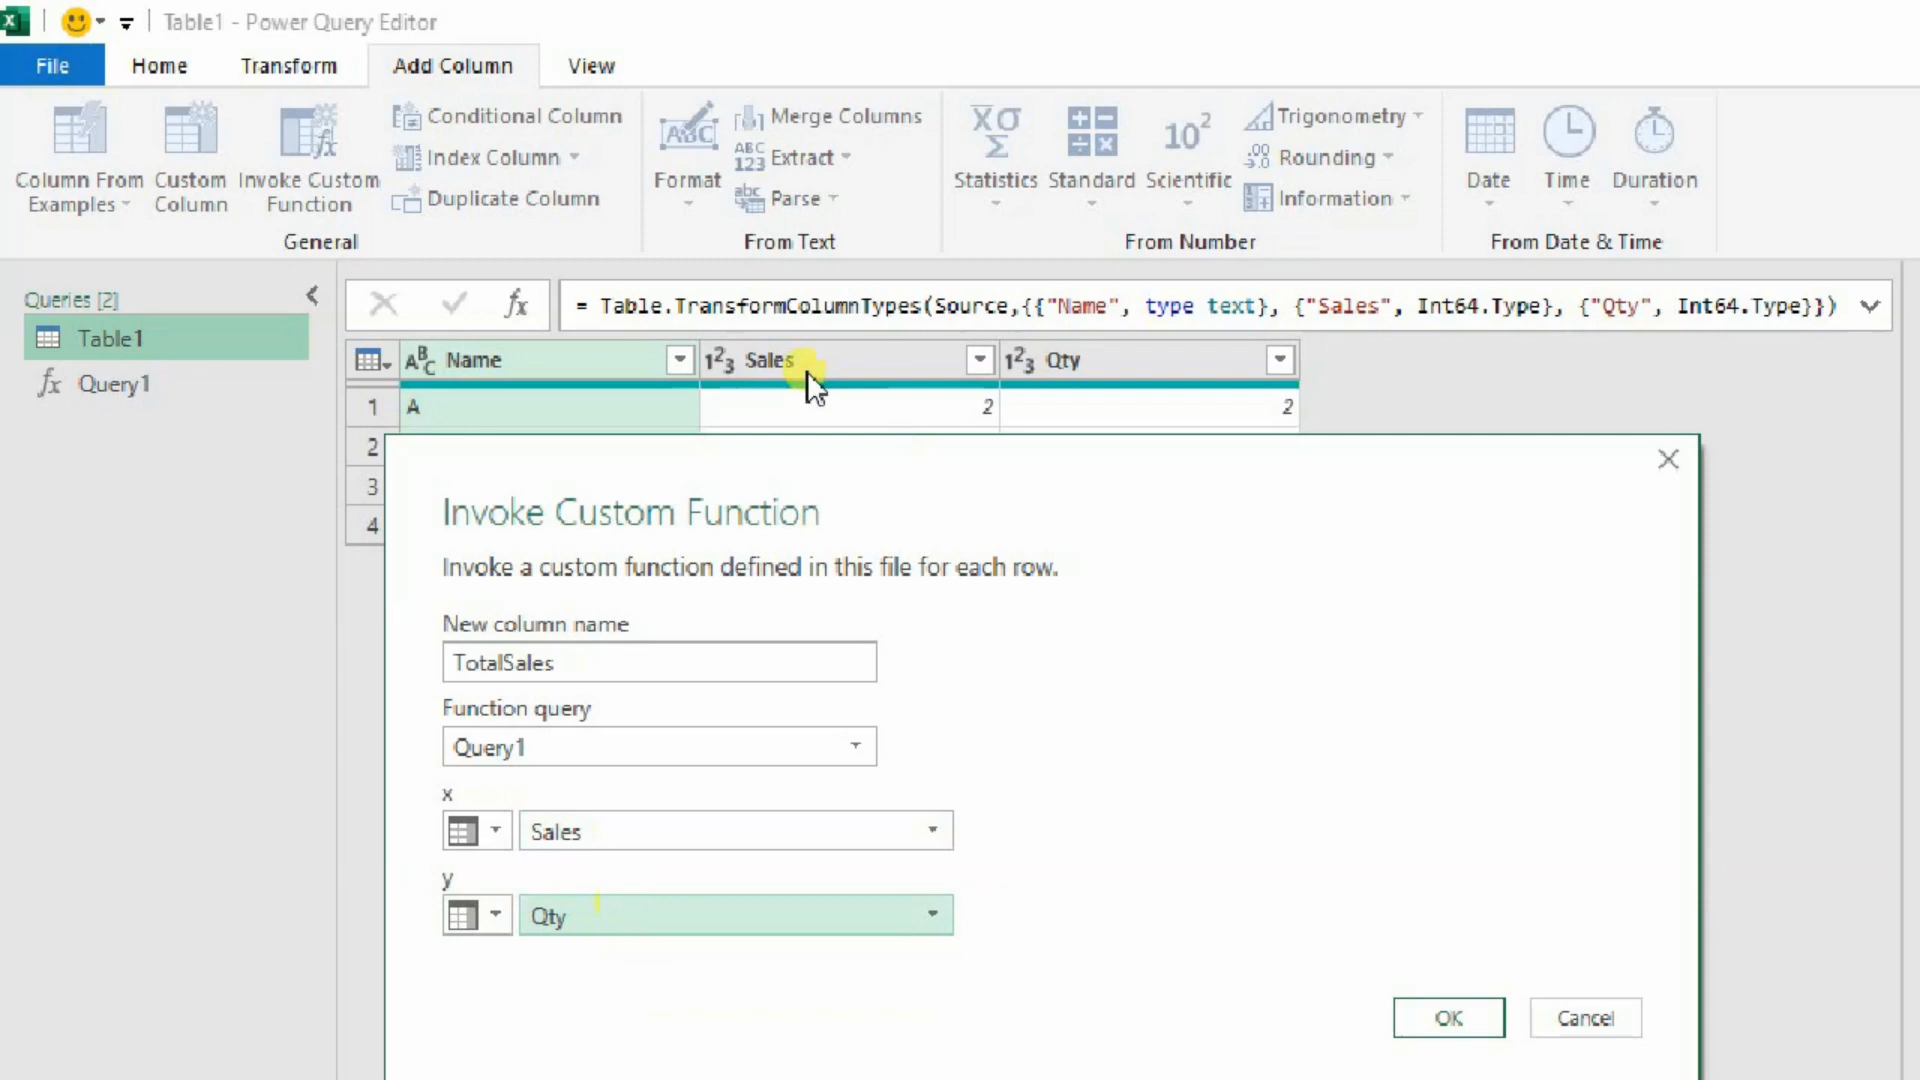 Table1 - Power Query Editor
File Home Transform Add Column View
Column From Examples
Custom Column
Invoke Custom Function
Conditional Column
Index Column
Duplicate Column
General
Format
Merge Columns
Extract
Parse
From Text
Statistics
Standard
Scientific
Trigonometry
Rounding
Information
From Number
Date
Time
Duration
From Date & Time
Queries [2]
Table1
Query1
= Table.TransformColumnTypes(Source,{{"Name", type text}, {"Sales", Int64.Type}, {"Qty", Int64.Type}})
Name Sales Qty
1 A 2 2
2
3
4
Invoke Custom Function
Invoke a custom function defined in this file for each row.
New column name
TotalSales
Function query
Query1
x
Sales
y
Qty
OK Cancel